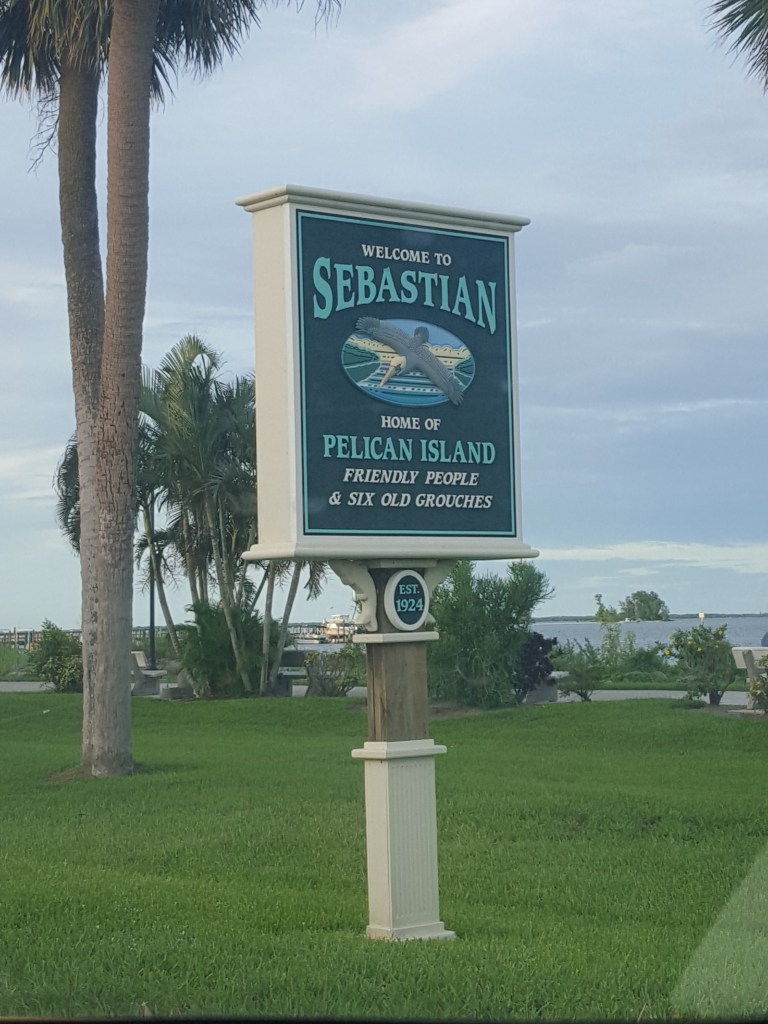 WELCOME TO
SEBASTIAN
HOME OF
PELICAN ISLAND
FRIENDLY PEOPLE
& SIX OLD GROUCHES
EST.
1924